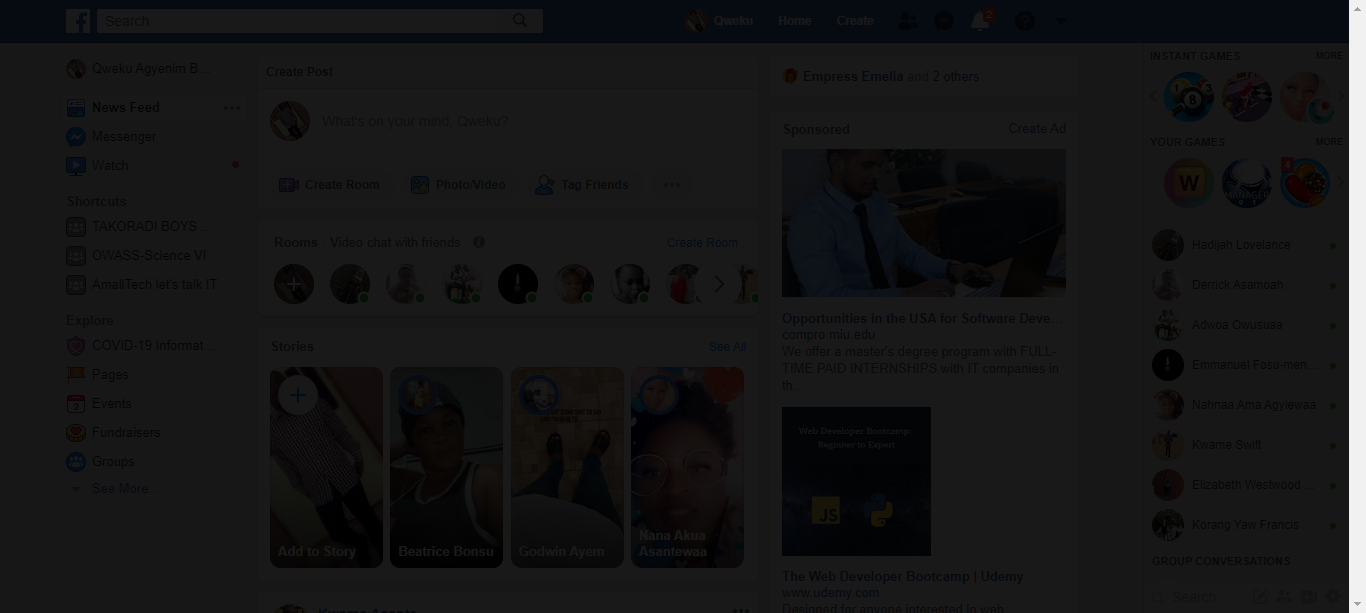 Search
Qweku
Home
Create
2
Qweku Agyenim B...
News Feed
Messenger
Watch
Shortcuts
TAKORADI BOYS ...
OWASS-Science VI
AmaliTech let's talk IT
Explore
COVID-19 Informat...
Pages
Events
Fundraisers
Groups
See More...
Create Post
What's on your mind, Qweku?
Create Room
Photo/Video
Tag Friends
Rooms
Video chat with friends
Create Room
Stories
See All
Add to Story
Beatrice Bonsu
Godwin Ayem
Nana Akua
Asantewaa
Empress Emelia and 2 others
Sponsored
Create Ad
Opportunities in the USA for Software Deve...
compro.miu.edu
We offer a master's degree program with FULL-
TIME PAID INTERNSHIPS with IT companies in
th...
Web Developer Bootcamp:
Beginner to Expert
JS
The Web Developer Bootcamp | Udemy
www.udemy.com
Designed for anyone interested in web
INSTANT GAMES
MORE
8
YOUR GAMES
MORE
W
Hadijah Lovelance
Derrick Asamoah
Adwoa Owusuaa
Emmanuel Fosu-men...
Nahnaa Ama Agyiewaa
Kwame Swift
Elizabeth Westwood ...
Korang Yaw Francis
GROUP CONVERSATIONS
Search